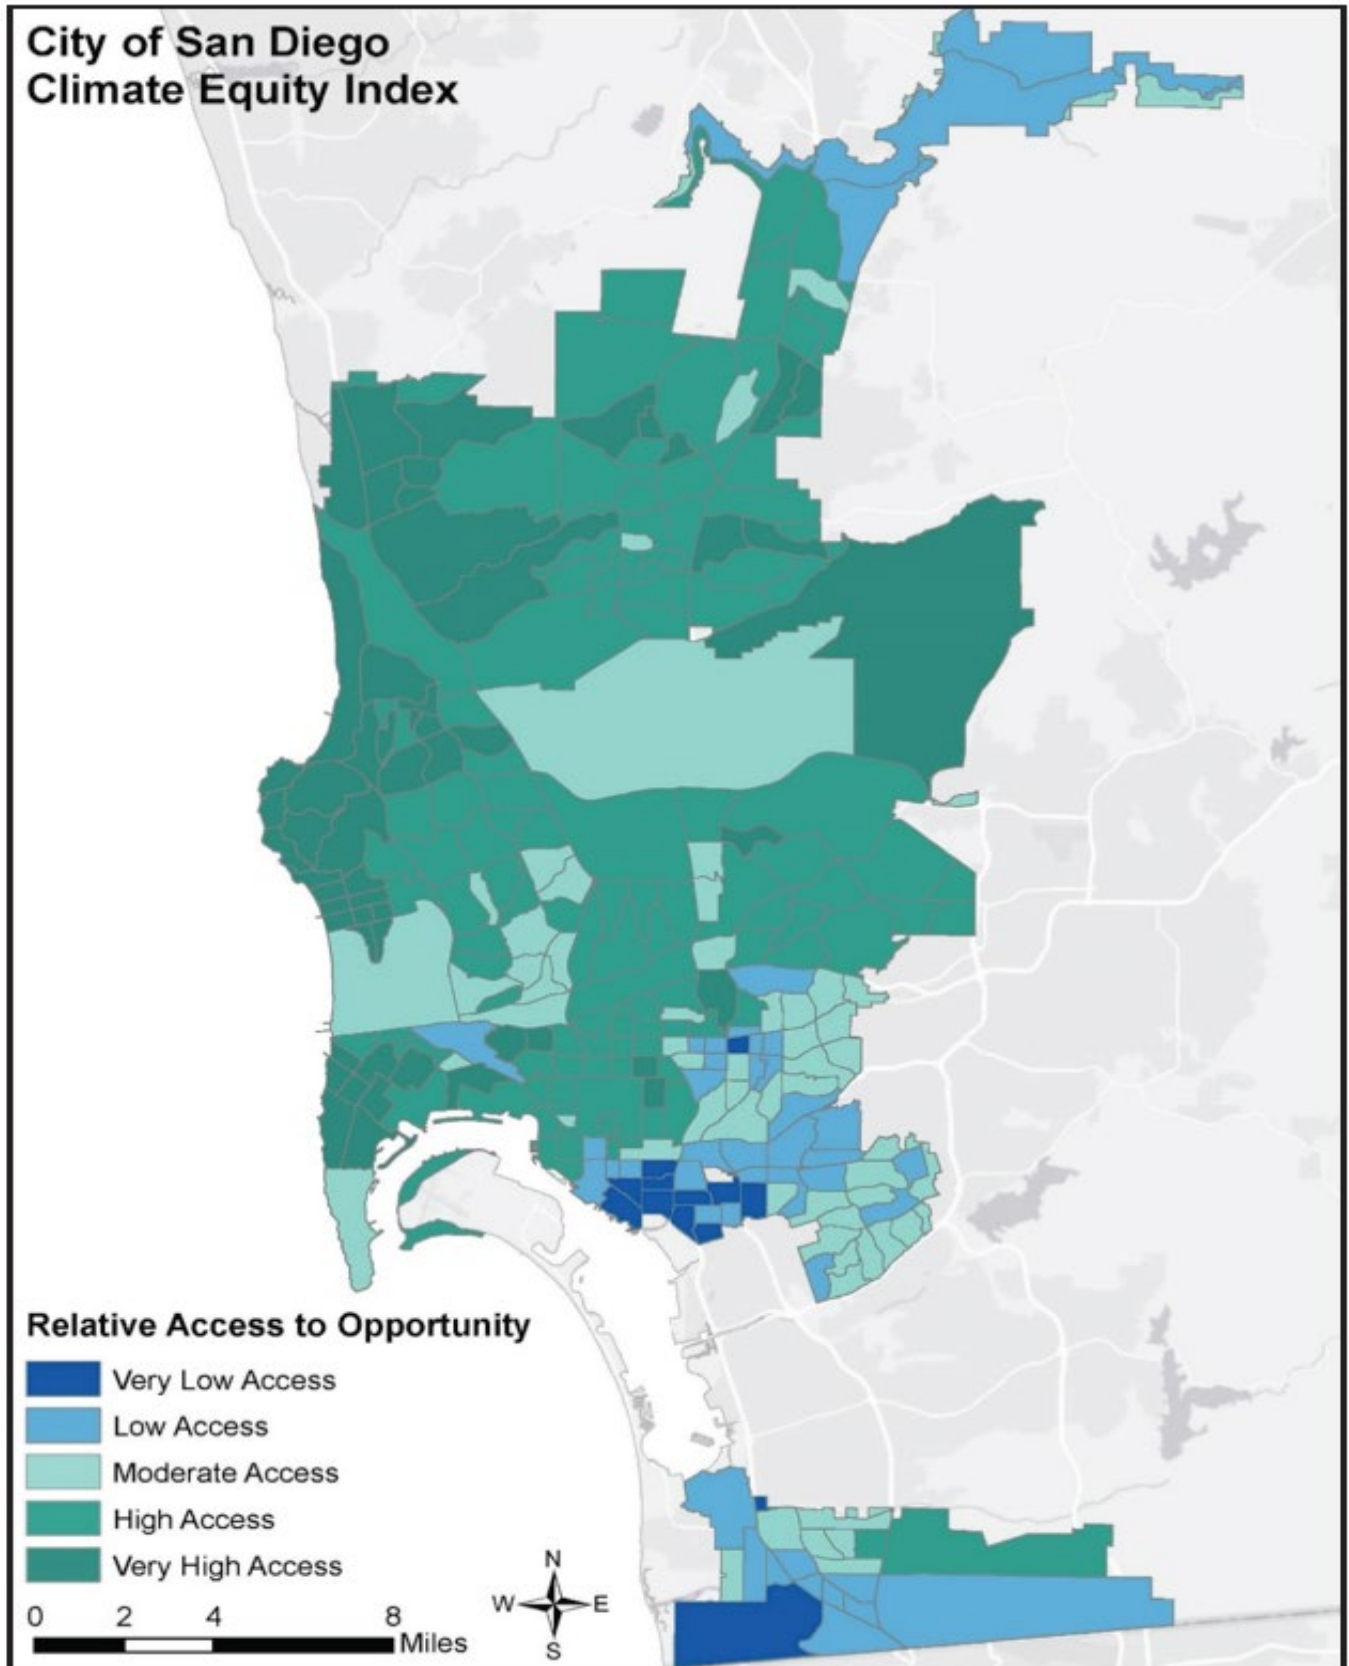 City of San Diego
Climate Equity Index
Relative Access to Opportunity
Very Low Access
Low Access
Moderate Access
High Access
Very High Access
N
W E
S
0 2 4 8
Miles